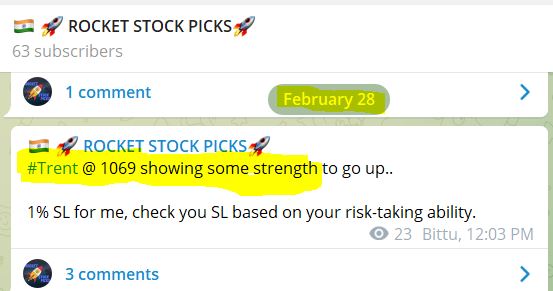 🇮🇳 🚀 ROCKET STOCK PICKS🚀
63 subscribers
1 comment
February 28
🇮🇳 🚀 ROCKET STOCK PICKS🚀
#Trent @ 1069 showing some strength to go up..
1% SL for me, check you SL based on your risk-taking ability.
23 Bittu, 12:03 PM
3 comments